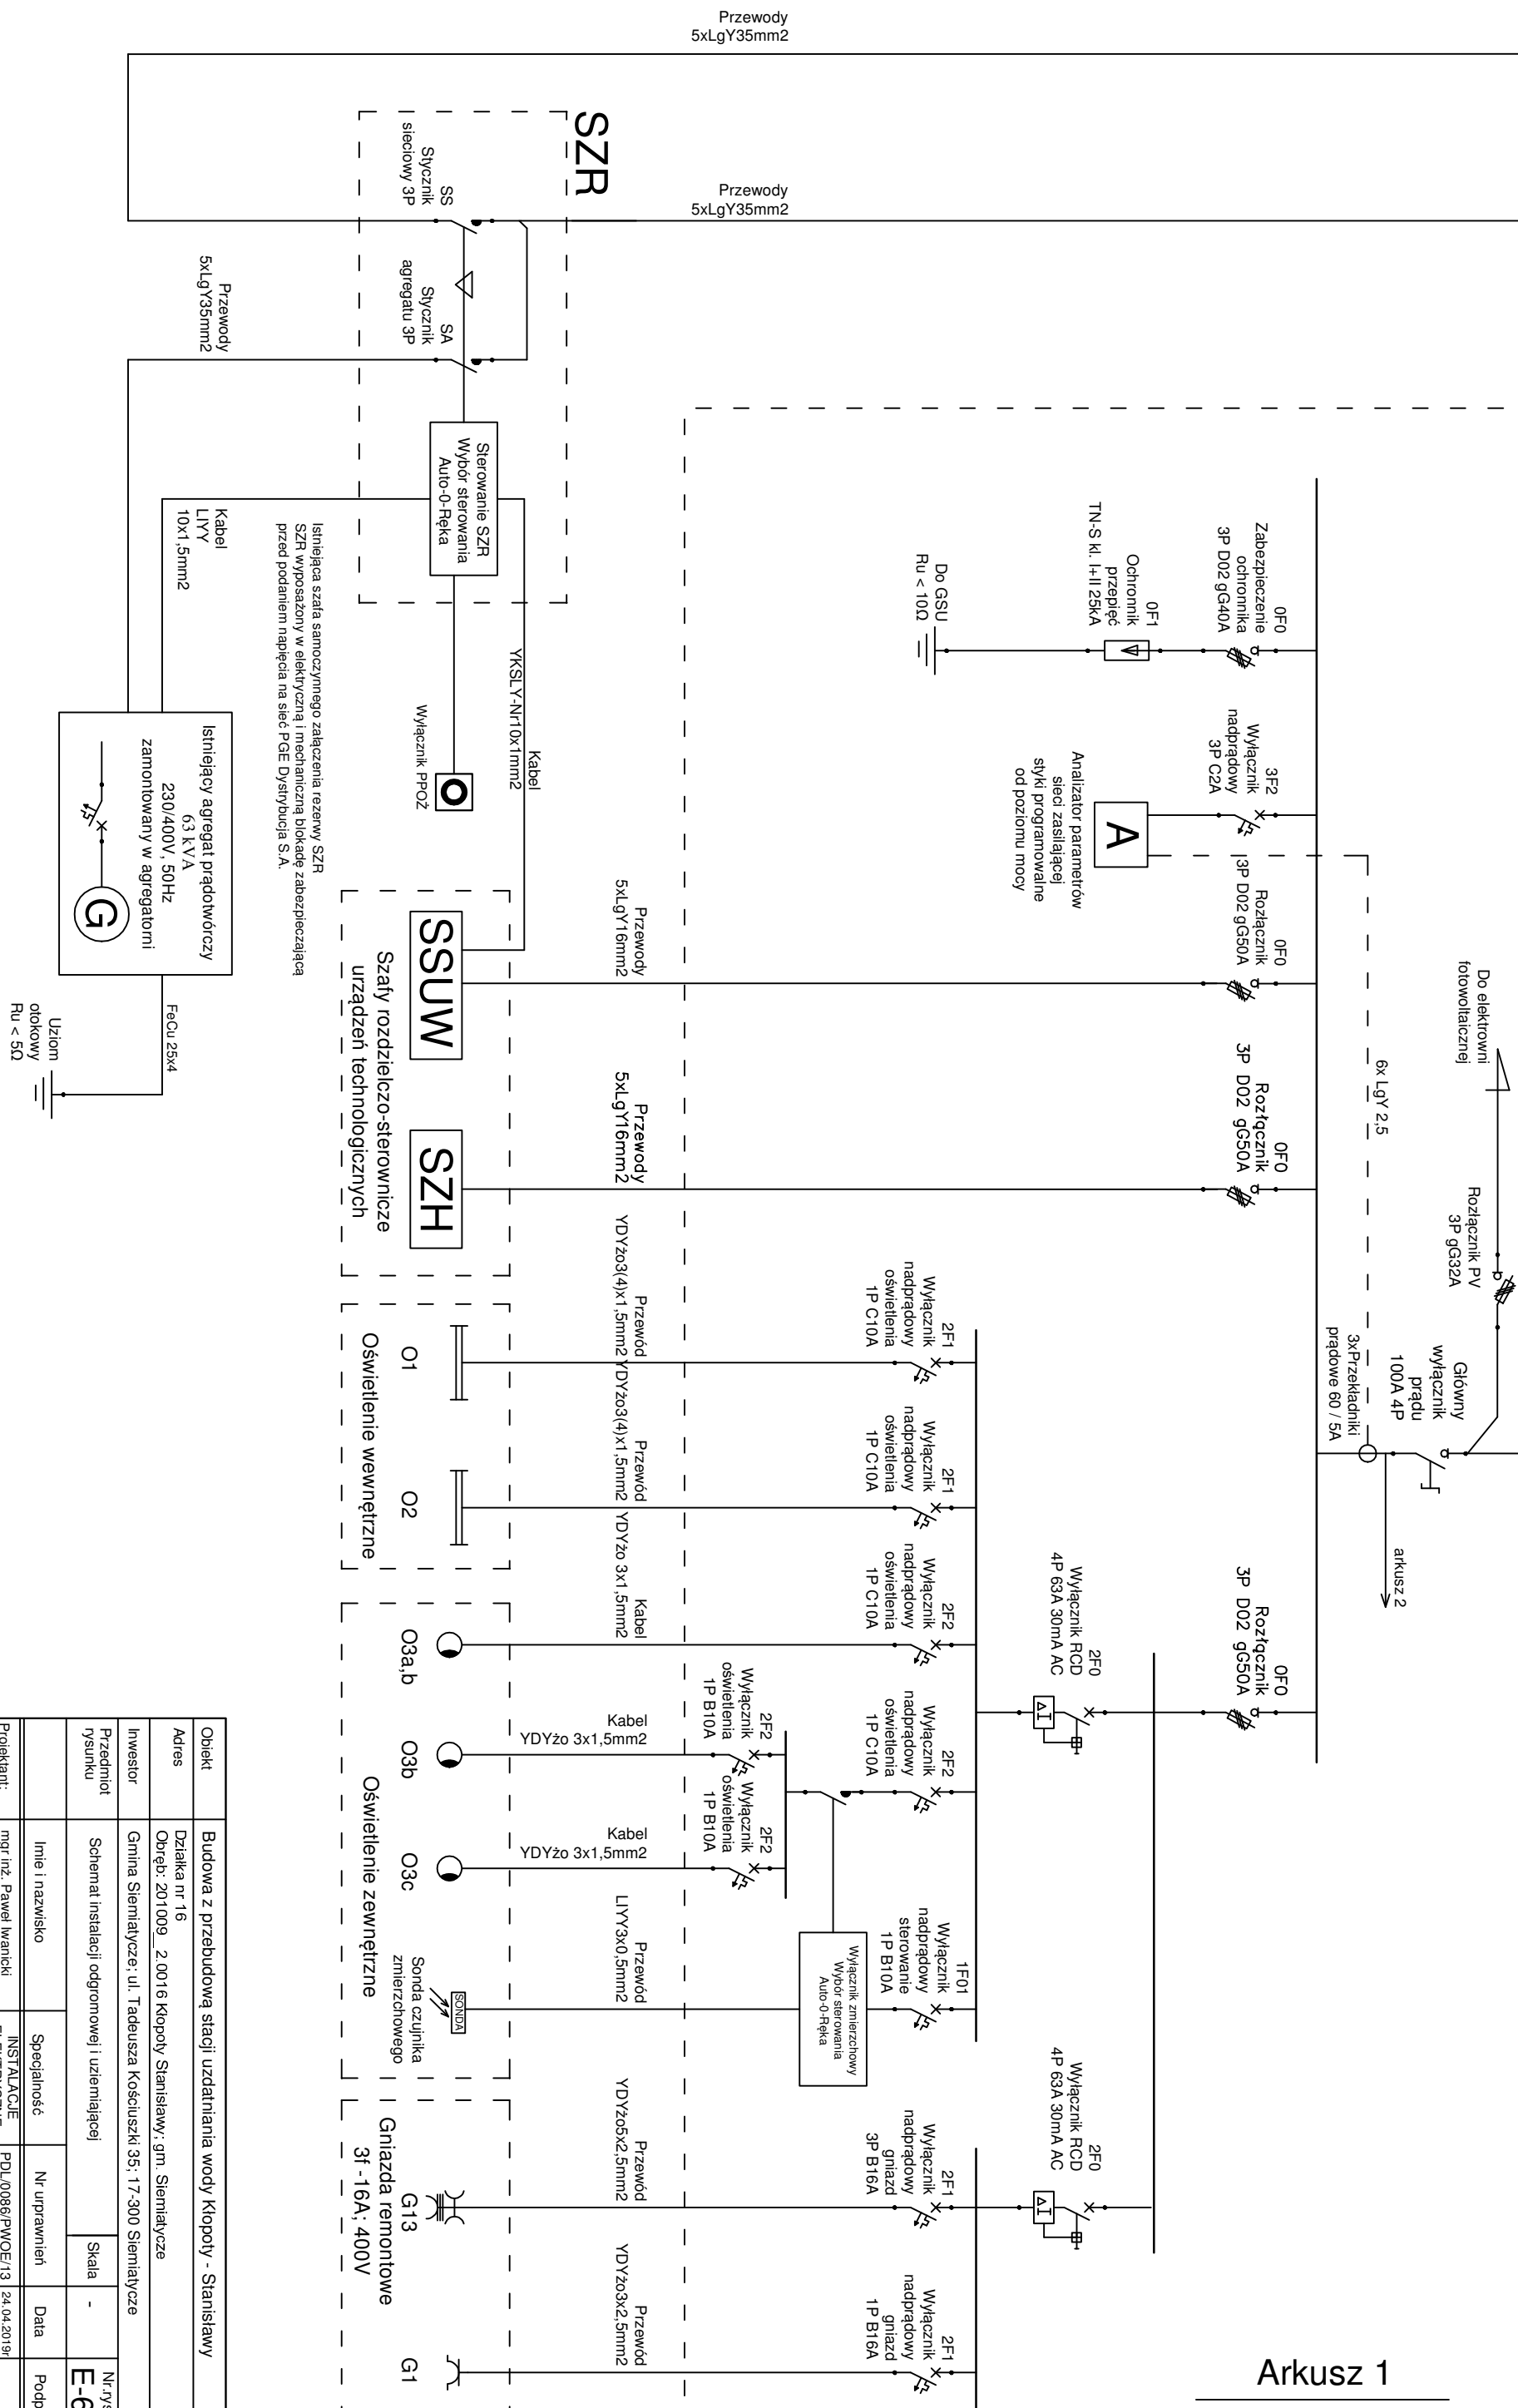 Przewody
5xLgY35mm2
Przewody
5xLgY35mm2
SZR
SS
Stycznik
sieciowy 3P
SA
Stycznik
agregatu 3P
Przewody
5xLgY35mm2
Sterowanie SZR
Wybór sterowania
Auto-0-Ręka
Kabel
LIYY
10x1,5mm2
Istniejąca szafa samoczynnego załączenia rezerwy SZR
SZR wyposażony w elektryczną i mechaniczną blokadę zabezpieczającą
przed podaniem napięcia na sieć PGE Dystrybucja S.A.
Kabel
YKSLY-Nr10x1mm2
Wyłącznik PPOŻ
Istniejący agregat prądotwórczy
63 kVA
230/400V, 50Hz
zamontowany w agregatorni
G
FeCu 25x4
Uziom
otokowy
Ru < 5Ω
0F0
Zabezpieczenie
ochronnika
3P D02 gG40A
0F1
Ochronnik
przepięć
TN-S kl. I+II 25kA
Do GSU
Ru < 10Ω
3F2
Wyłącznik
nadprądowy
3P C2A
A
Analizator parametrów
sieci zasilającej
styki programowalne
od poziomu mocy
0F0
Rozłącznik
3P D02 gG50A
Przewody
5xLgY16mm2
SSUW
0F0
Rozłącznik
3P D02 gG50A
Przewody
5xLgY16mm2
SZH
Szafy rozdzielczo-sterownicze
urządzeń technologicznych
Do elektrowni
fotowoltaicznej
Rozłącznik PV
3P gG32A
6x LgY 2,5
3xPrzekładniki
prądowe 60 / 5A
Główny
wyłącznik
prądu
100A 4P
arkusz 2
0F0
Rozłącznik
3P D02 gG50A
2F0
Wyłącznik RCD
4P 63A 30mA AC
2F1
Wyłącznik
nadprądowy
oświetlenia
1P C10A
Przewód
YDYżo3(4)x1,5mm2
O1
2F1
Wyłącznik
nadprądowy
oświetlenia
1P C10A
Przewód
YDYżo3(4)x1,5mm2
O2
Oświetlenie wewnętrzne
2F2
Wyłącznik
nadprądowy
oświetlenia
1P C10A
Kabel
YDYżo 3x1,5mm2
O3a,b
2F2
Wyłącznik
nadprądowy
oświetlenia
1P C10A
2F2
Wyłącznik
oświetlenia
1P B10A
Kabel
YDYżo 3x1,5mm2
O3b
2F2
Wyłącznik
oświetlenia
1P B10A
Kabel
YDYżo 3x1,5mm2
O3c
1F01
Wyłącznik
nadprądowy
sterowanie
1P B10A
Wyłącznik zmierzchowy
Wybór sterowania
Auto-0-Ręka
Przewód
LIYY3x0,5mm2
SONDA
Sonda czujnika
zmierzchowego
Oświetlenie zewnętrzne
2F0
Wyłącznik RCD
4P 63A 30mA AC
2F1
Wyłącznik
nadprądowy
gniazd
3P B16A
Przewód
YDYżo5x2,5mm2
G13
Gniazda remontowe
3f -16A; 400V
2F1
Wyłącznik
nadprądowy
gniazd
1P B16A
Przewód
YDYżo3x2,5mm2
G1
Arkusz 1
Obiekt
Budowa z przebudową stacji uzdatniania wody Kłopoty - Stanisławy
Adres
Działka nr 16
Obręb: 201009__2.0016 Kłopoty Stanisławy; gm. Siemiatycze
Inwestor
Gmina Siemiatycze; ul. Tadeusza Kościuszki 35; 17-300 Siemiatycze
Przedmiot
rysunku
Schemat instalacji odgromowej i uziemiającej
Skala
-
Nr.rys
E-6
Imie i nazwisko
Specjalność
Nr urprawnień
Data
Podp
Projektant:
mgr inż. Paweł Iwanicki
INSTALACJE
PDL/0086/PWOE/13
24.04.2019r